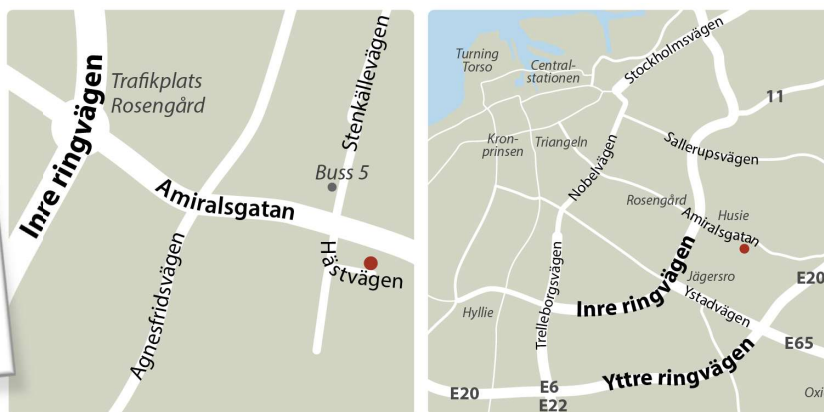 Inre ringvägen
Trafikplats
Rosengård
Stenkällevägen
Buss 5
Amiralsgatan
Hästvägen
Agnesfridsvägen
Turning
Torso
Central-
stationen
Stockholmsvägen
11
Kron-
prinsen
Triangeln
Sallerupsvägen
Nobelvägen
Rosengård
Husie
Amiralsgatan
Trelleborgsvägen
Jägersro
E20
Inre ringvägen
Ystadvägen
Hyllie
E65
Yttre ringvägen
E20
E6
E22
Oxi